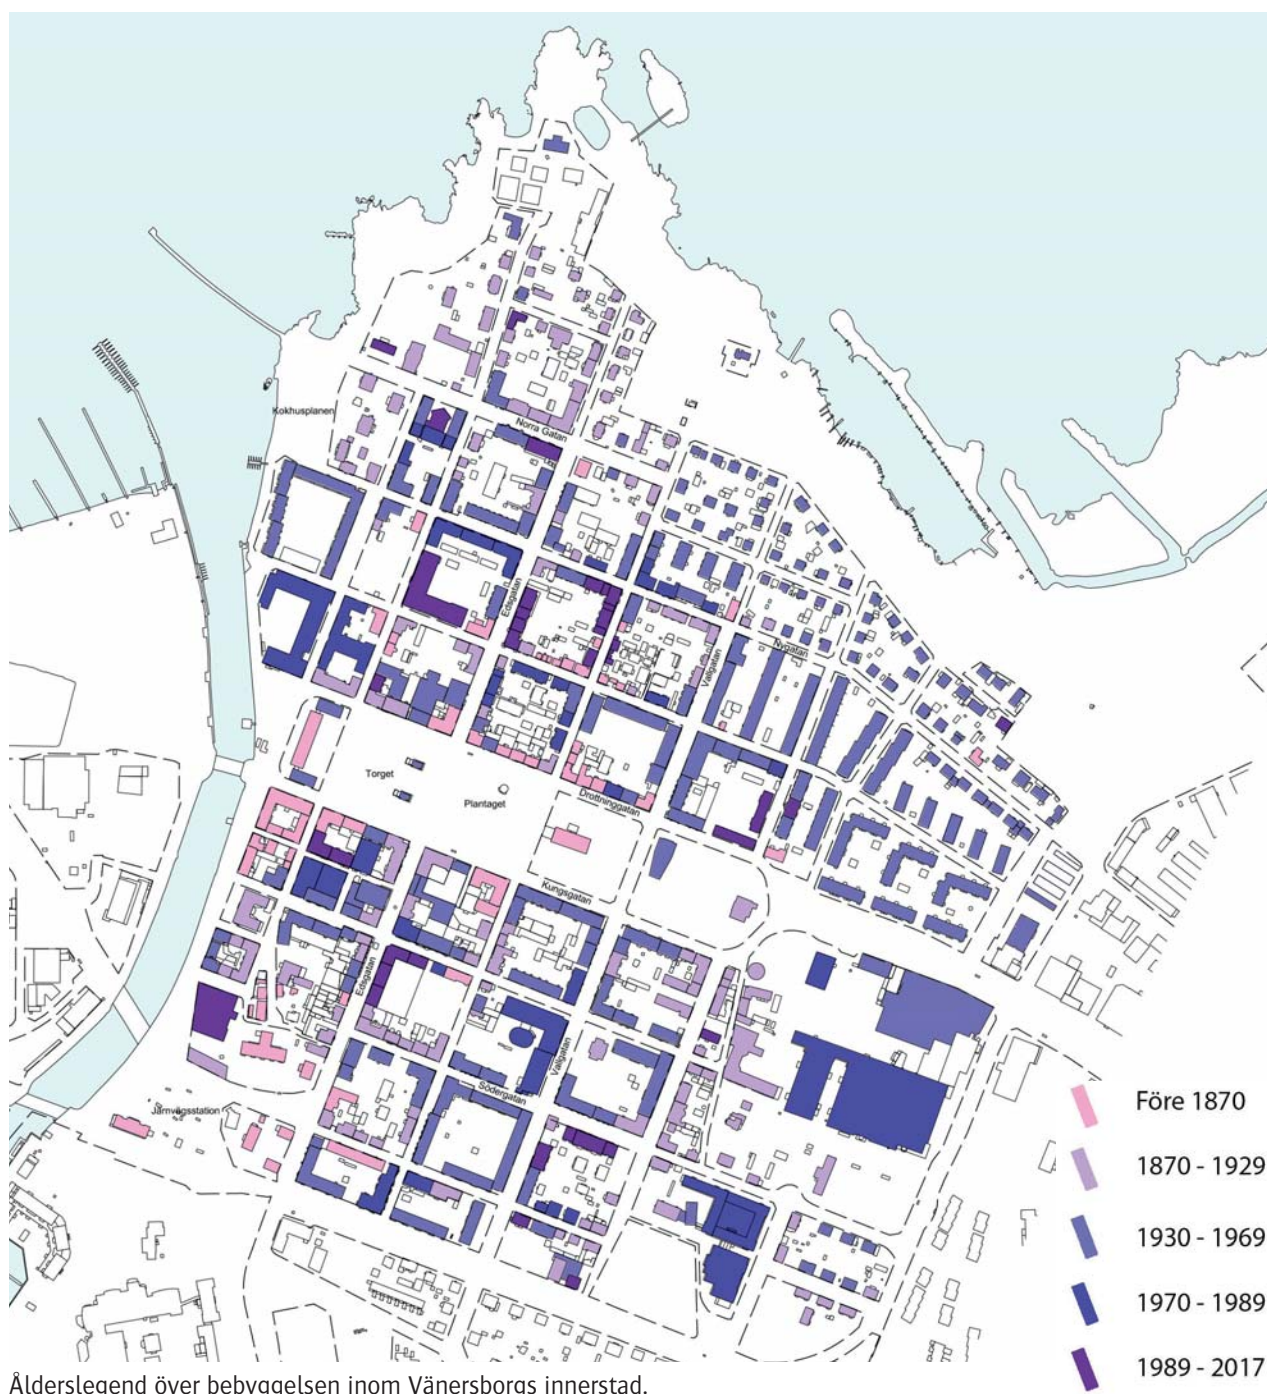 Kokhusplanen
Norra Gatan
Edsgatan
Nygatan
Vallgatan
Torget
Plantaget
Drottninggatan
Kungsgatan
Edsgatan
Vallgatan
Södergatan
Järnvägsstation
Före 1870
1870 - 1929
1930 - 1969
1970 - 1989
1989 - 2017
Ålderslegend över bebyggelsen inom Vänersborgs innerstad.